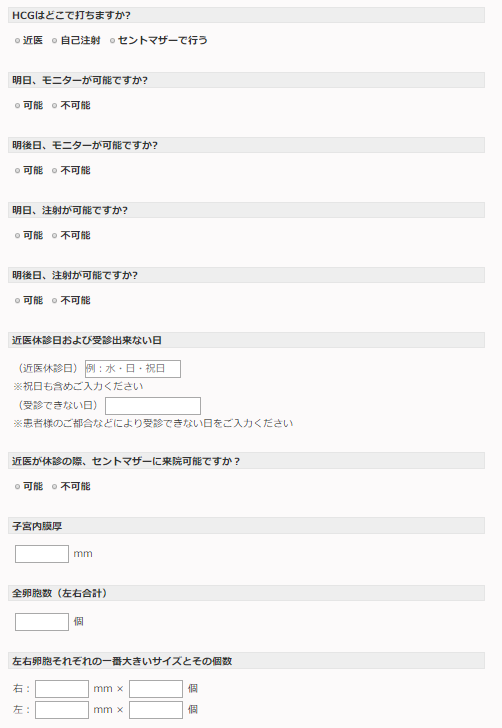 HCGはどこで打ちますか?
近医 自己注射 セントマザーで行う
明日、モニターが可能ですか?
可能 不可能
明後日、モニターが可能ですか?
可能 不可能
明日、注射が可能ですか?
可能 不可能
明後日、注射が可能ですか?
可能 不可能
近医休診日および受診出来ない日
（近医休診日） 例：水・日・祝日
※祝日も含めご入力ください
（受診できない日）
※患者様のご都合などにより受診できない日をご入力ください
近医が休診の際、セントマザーに来院可能ですか？
可能 不可能
子宮内膜厚
mm
全卵胞数（左右合計）
個
左右卵胞それぞれの一番大きいサイズとその個数
右： mm × 個
左： mm × 個